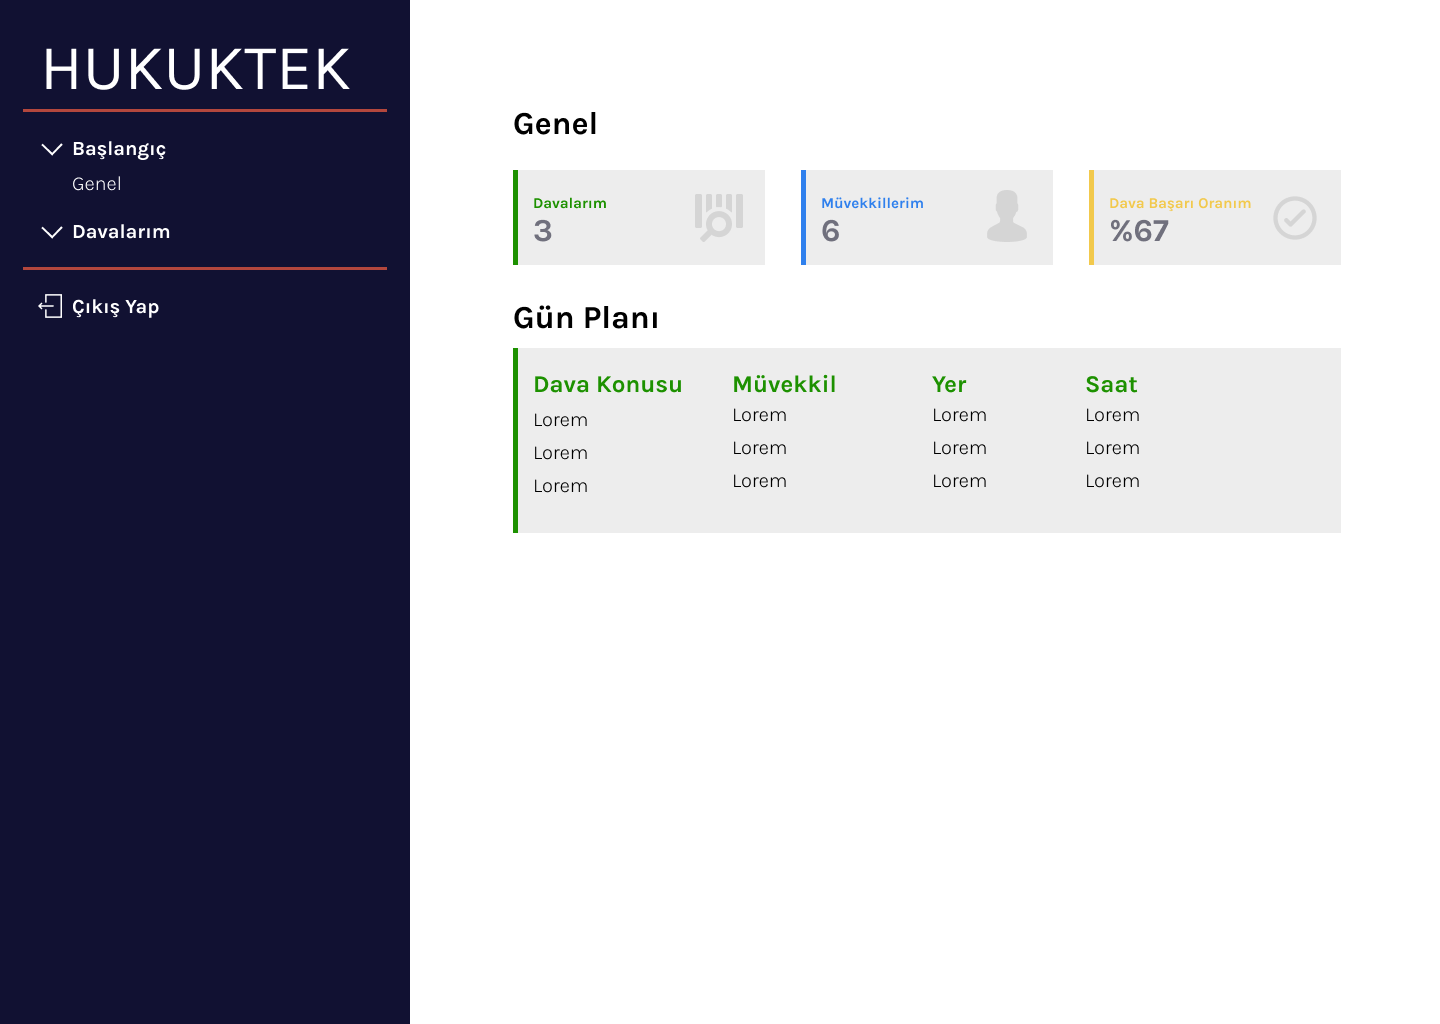 HUKUKTEK
Başlangıç
Genel
Davalarım
Çıkış Yap
Genel
Davalarım
3
Müvekkillerim
6
Dava Başarı Oranım
%67
Gün Planı
Dava Konusu Müvekkil Yer Saat
Lorem Lorem Lorem Lorem
Lorem Lorem Lorem Lorem
Lorem Lorem Lorem Lorem